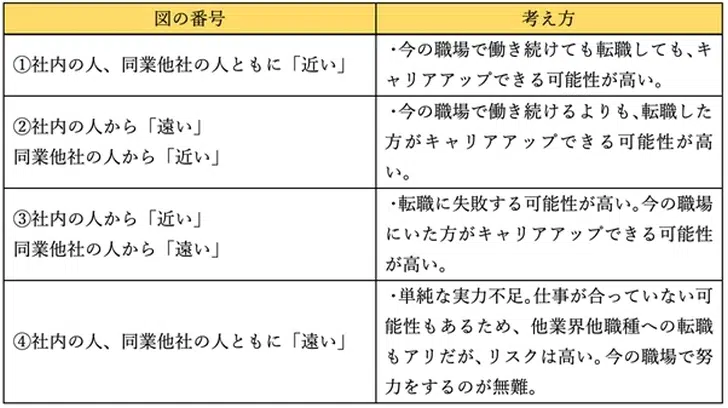 図の番号
考え方
①社内の人、同業他社の人ともに「近い」
・今の職場で働き続けても転職しても、キ
ャリアアップできる可能性が高い。
②社内の人から「遠い」
同業他社の人から「近い」
・今の職場で働き続けるよりも、転職した
方がキャリアアップできる可能性が高
い。
③社内の人から「近い」
同業他社の人から「遠い」
・転職に失敗する可能性が高い。今の職場
にいた方がキャリアアップできる可能性
が高い。
④社内の人、同業他社の人ともに「遠い」
・単純な実力不足。仕事が合っていない可
能性もあるため、他業界他職種への転職
もアリだが、リスクは高い。今の職場で
努力をするのが無難。